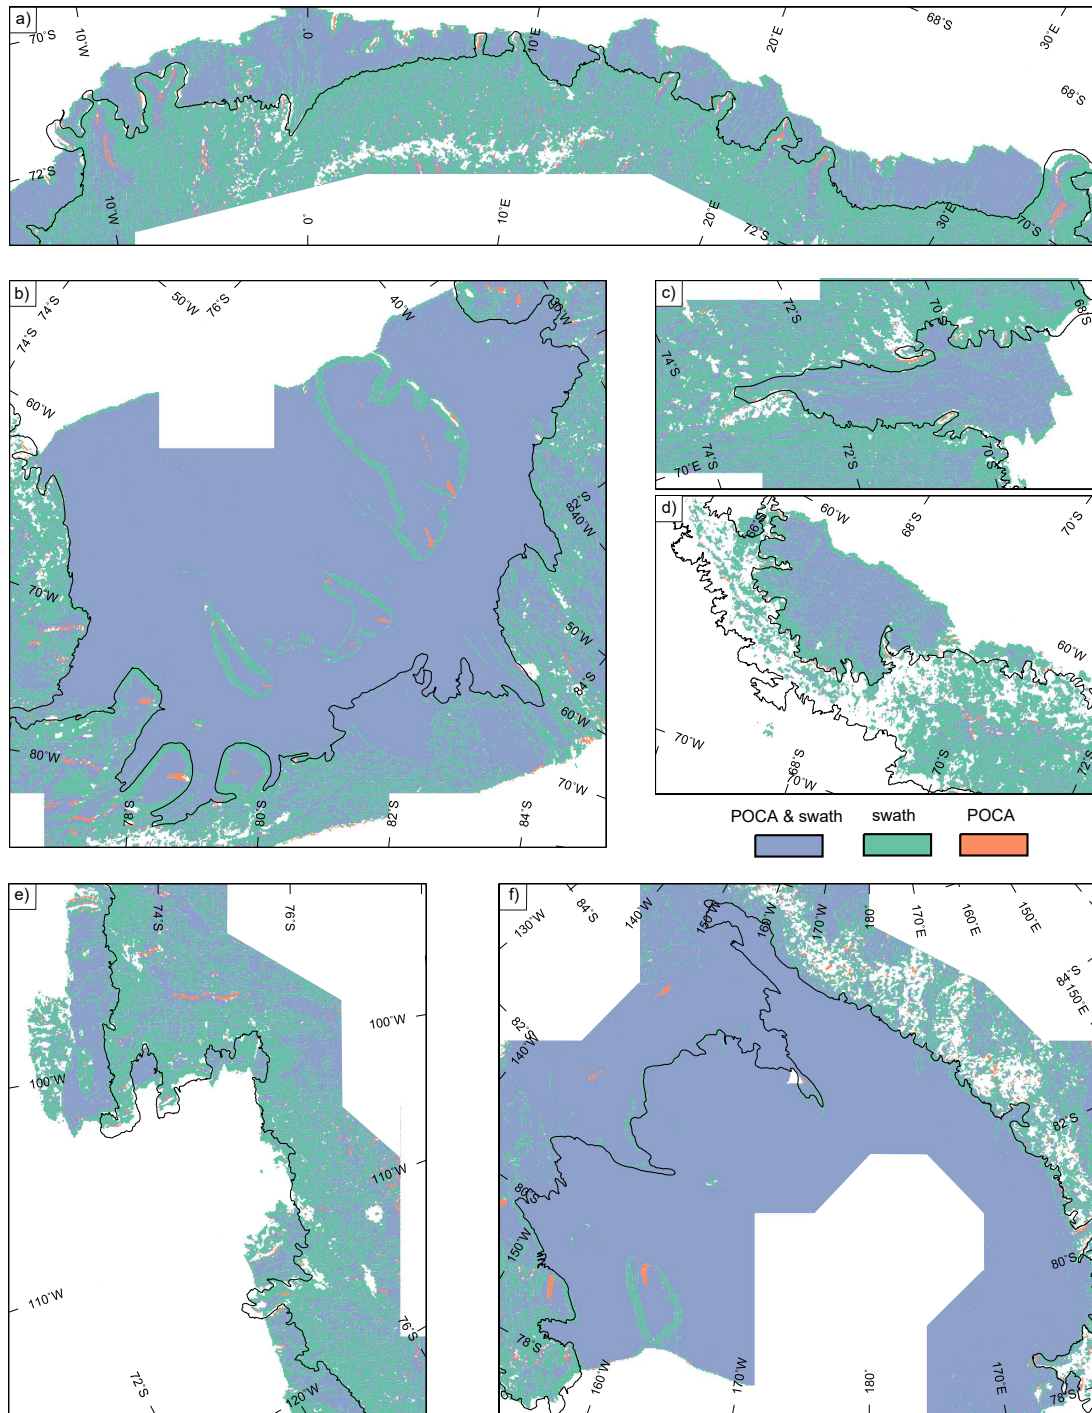 a)
70°S
10°W
0°
10°E
20°E
68°S
30°E
68°S
72°S
10°W
0°
10°E
20°E
72°S
30°E
70°S
b)
74°S
50°W
76°S
40°W
30°W
74°S
60°W
82°S
40°W
70°W
50°W
84°S
60°W
80°W
70°W
78°S
80°S
82°S
84°S
c)
72°S
70°S
68°S
74°S
70°E
74°S
72°S
70°S
d)
66°S
60°W
68°S
70°S
60°W
70°W
68°S
70°W
70°S
72°S
POCA & swath
swath
POCA
e)
74°S
76°S
100°W
100°W
110°W
110°W
72°S
120°W
76°S
f)
130°W
84°S
140°W
150°W
160°W
170°W
180°
170°E
160°E
150°E
84°S
150°E
82°S
140°W
82°S
80°S
150°W
80°S
78°S
160°W
170°W
180°
170°E
78°S